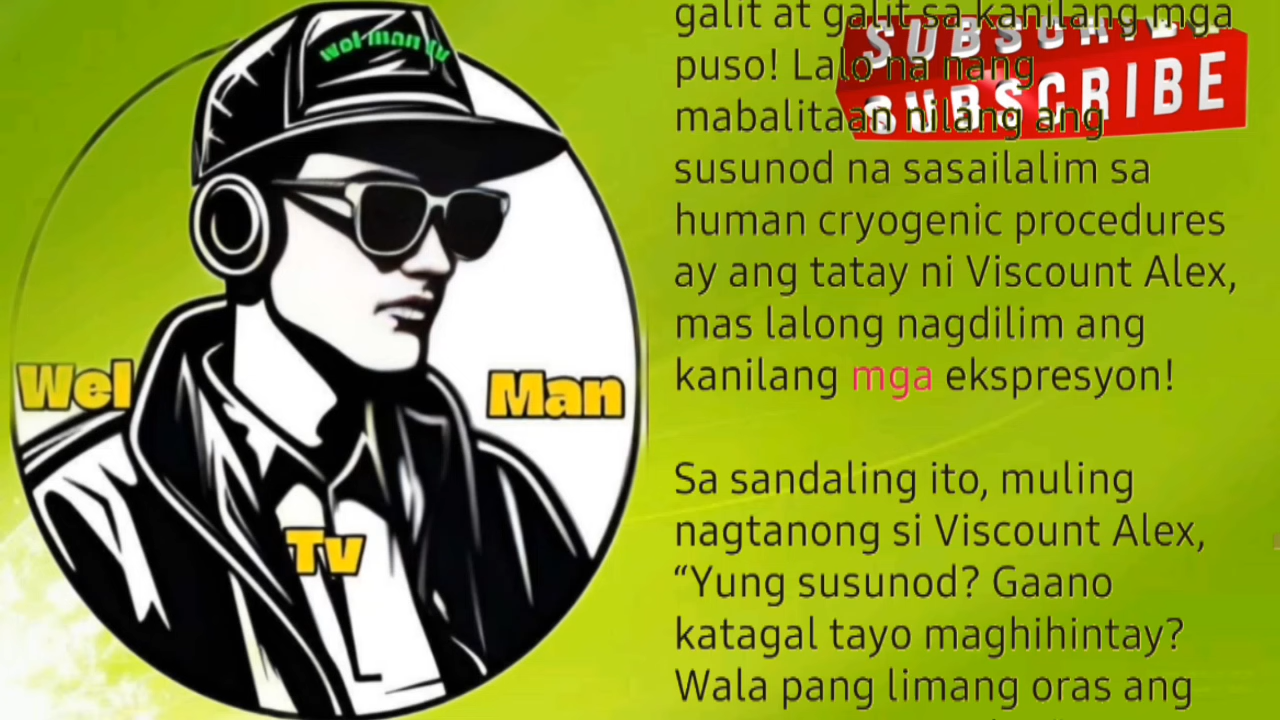 wel man tv
Wel
Man
Tv
SUBSCRIBE
SUBSCRIBE
galit at galit sa kanilang mga
puso! Lalo na nang
mabalitaan nilang ang
susunod na sasailalim sa
human cryogenic procedures
ay ang tatay ni Viscount Alex,
mas lalong nagdilim ang
kanilang mga ekspresyon!
Sa sandaling ito, muling
nagtanong si Viscount Alex,
“Yung susunod? Gaano
katagal tayo maghihintay?
Wala pang limang oras ang